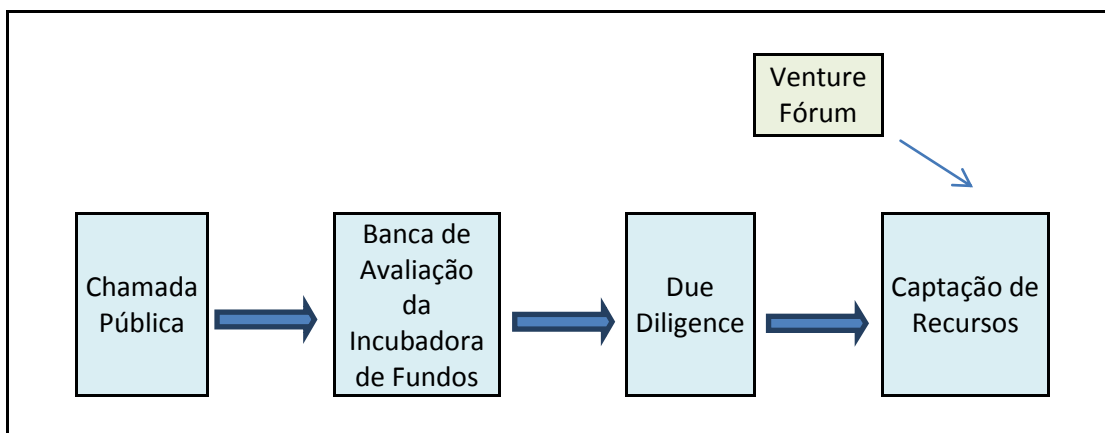 Venture
Fórum
Chamada
Pública
Banca de
Avaliação
da
Incubadora
de Fundos
Due
Diligence
Captação de
Recursos